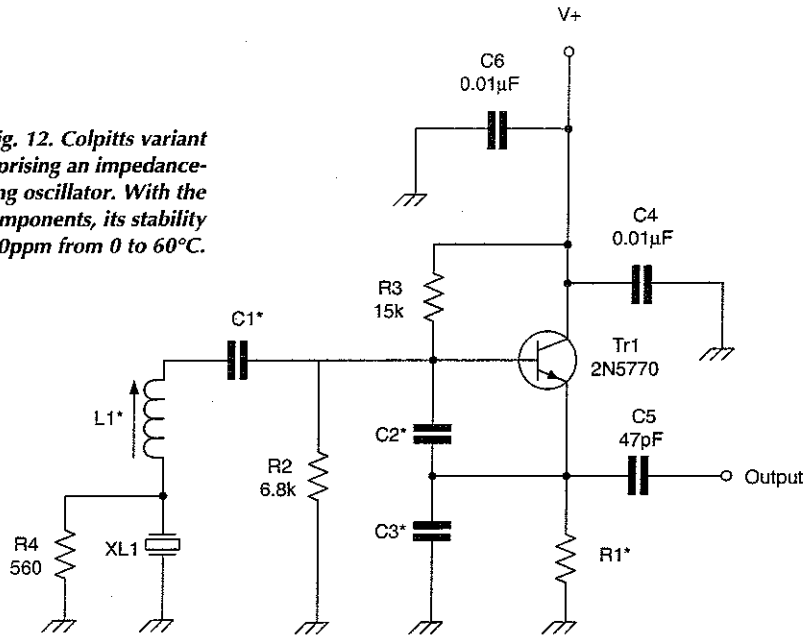 V+
C6
0.01µF
ig. 12. Colpitts variant
prising an impedance-
ng oscillator. With the
mponents, its stability
0ppm from 0 to 60°C.
C4
0.01µF
R3
15k
C1*
Tr1
2N5770
L1*
C2*
C5
47pF
R2
6.8k
Output
R4
560
XL1
C3*
R1*